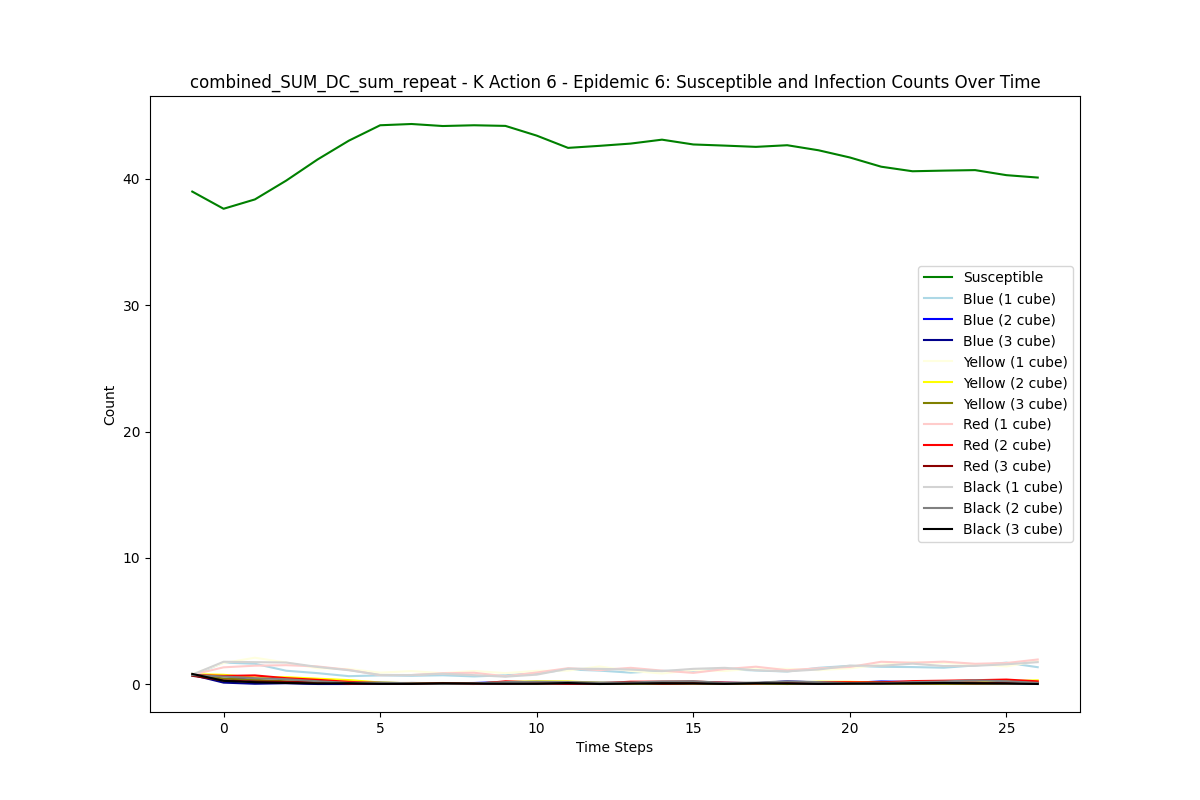 combined_SUM_DC_sum_repeat - K Action 6 - Epidemic 6: Susceptible and Infection Counts Over Time
40
30
20
10
0
Count
Susceptible
Blue (1 cube)
Blue (2 cube)
Blue (3 cube)
Yellow (1 cube)
Yellow (2 cube)
Yellow (3 cube)
Red (1 cube)
Red (2 cube)
Red (3 cube)
Black (1 cube)
Black (2 cube)
Black (3 cube)
0 5 10 15 20 25
Time Steps